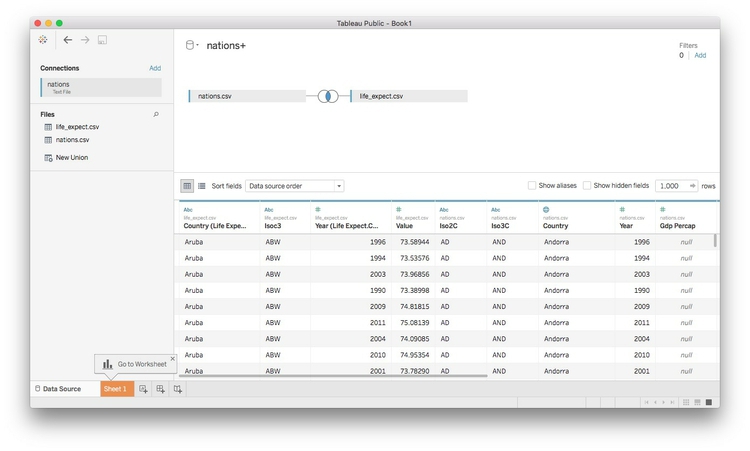 Tableau Public - Book1
Connections Add
nations
Text File
Files
life_expect.csv
nations.csv
New Union
nations+
Filters
0 Add
nations.csv life_expect.csv
Sort fields Data source order Show aliases Show hidden fields 1,000 rows
Abc Abc # # Abc Abc # #
life_expect.csv life_expect.csv life_expect.csv life_expect.csv nations.csv nations.csv nations.csv nations.csv nations.csv
Country (Life Expe... Isoc3 Year (Life Expect.C... Value Iso2C Iso3C Country Year Gdp Percap
Aruba ABW 1996 73.58944 AD AND Andorra 1996 null
Aruba ABW 1994 73.53576 AD AND Andorra 1994 null
Aruba ABW 2003 73.96856 AD AND Andorra 2003 null
Aruba ABW 1990 73.38998 AD AND Andorra 1990 null
Aruba ABW 2009 74.81815 AD AND Andorra 2009 null
Aruba ABW 2011 75.08139 AD AND Andorra 2011 null
Aruba ABW 2004 74.09085 AD AND Andorra 2004 null
Aruba ABW 2010 74.95354 AD AND Andorra 2010 null
Aruba ABW 2001 73.78290 AD AND Andorra 2001 null
Go to Worksheet
Data Source Sheet 1